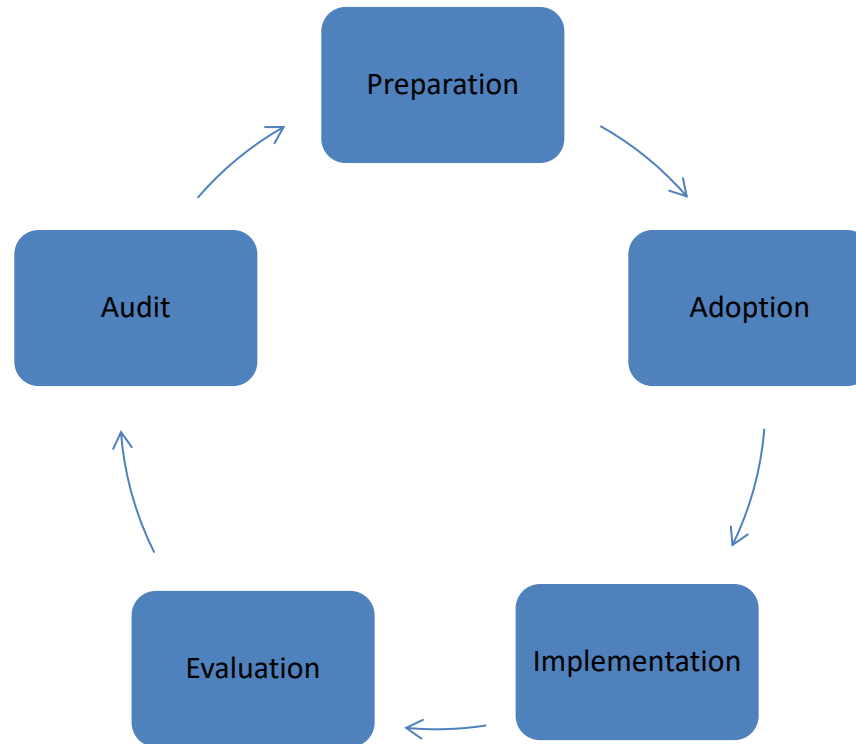 Preparation
Adoption
Implementation
Evaluation
Audit